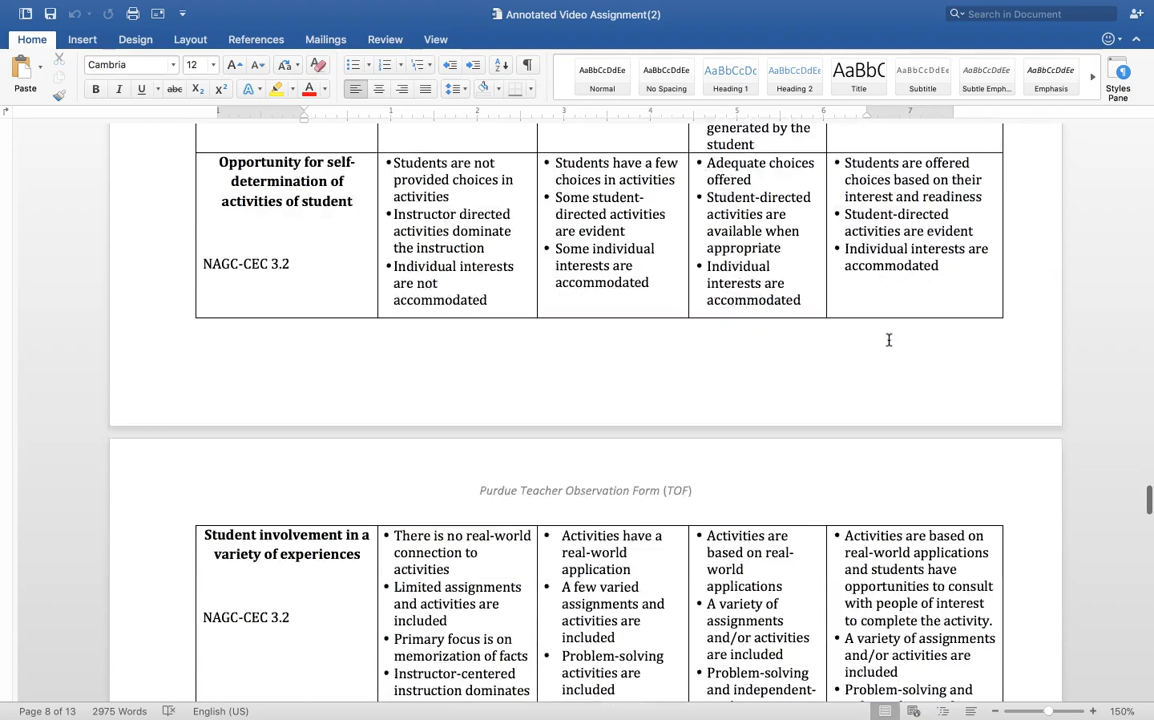 Annotated Video Assignment(2)
Search in Document
Home Insert Design Layout References Mailings Review View
Paste
Cambria 12
AaBbCcDdEe AaBbCcDdEe AaBbCcDc AaBbCcDdEe AaBbC AaBbCcDdEe AaBbCcDdEe AaBbCcDdEe
Normal No Spacing Heading 1 Heading 2 Title Subtitle Subtle Emph... Emphasis
Styles
Pane
1 1 2 3 4 5 6 7
generated by the
student
Opportunity for self-
determination of
activities of student
NAGC-CEC 3.2
• Students are not
provided choices in
activities
• Instructor directed
activities dominate
the instruction
• Individual interests
are not
accommodated
• Students have a few
choices in activities
• Some student-
directed activities
are evident
• Some individual
interests are
accommodated
• Adequate choices
offered
• Student-directed
activities are
available when
appropriate
• Individual
interests are
accommodated
• Students are offered
choices based on their
interest and readiness
• Student-directed
activities are evident
• Individual interests are
accommodated
Purdue Teacher Observation Form (TOF)
Student involvement in a
variety of experiences
NAGC-CEC 3.2
• There is no real-world
connection to
activities
• Limited assignments
and activities are
included
• Primary focus is on
memorization of facts
• Instructor-centered
instruction dominates
• Activities have a
real-world
application
• A few varied
assignments and
activities are
included
• Problem-solving
activities are
included
• Activities are
based on real-
world
applications
• A variety of
assignments
and/or activities
are included
• Problem-solving
and independent-
• Activities are based on
real-world applications
and students have
opportunities to consult
with people of interest
to complete the activity.
• A variety of assignments
and/or activities are
included
• Problem-solving and
Page 8 of 13 2975 Words English (US) 150%